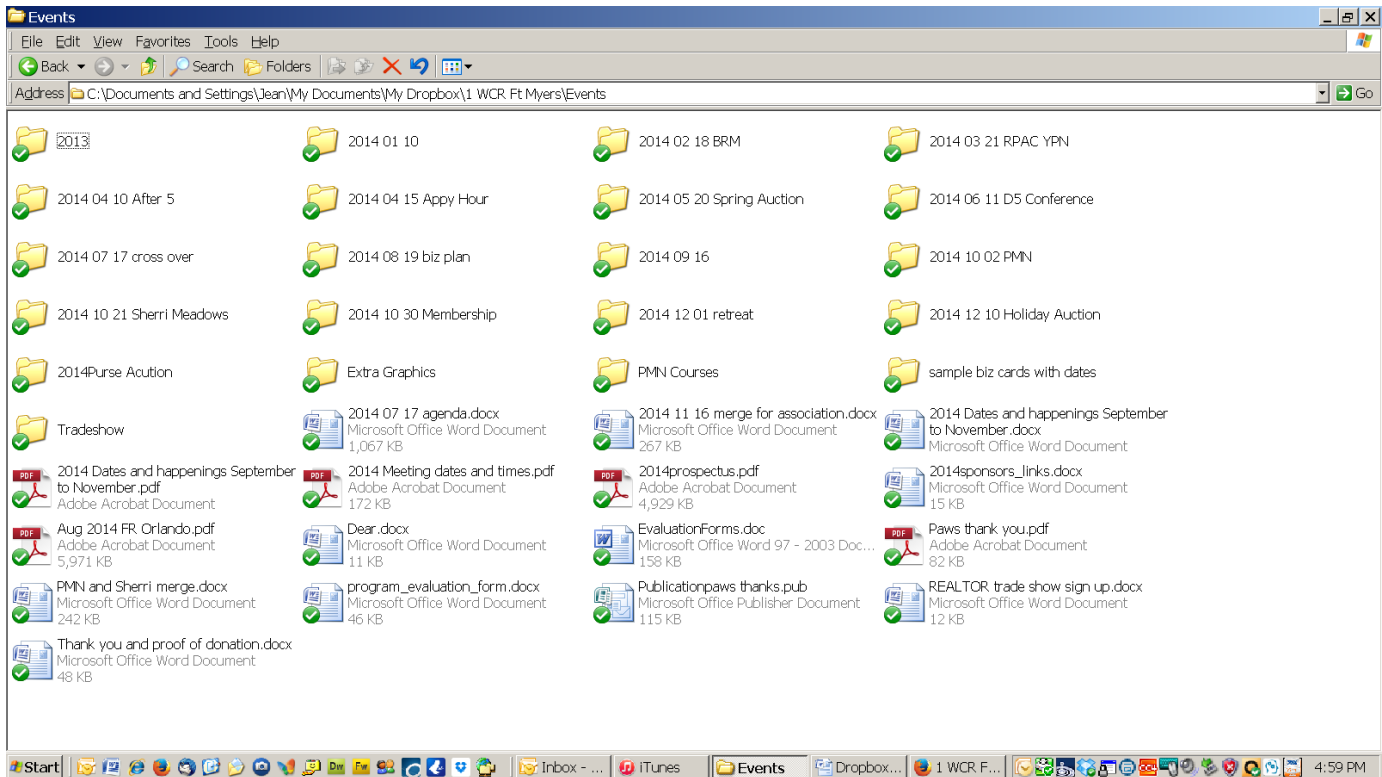 Events
File Edit View Favorites Tools Help
Back Search Folders
Address C:\Documents and Settings\Jean\My Documents\My Dropbox\1 WCR Ft Myers\Events Go
2013
2014 01 10
2014 02 18 BRM
2014 03 21 RPAC YPN
2014 04 10 After 5
2014 04 15 Appy Hour
2014 05 20 Spring Auction
2014 06 11 D5 Conference
2014 07 17 cross over
2014 08 19 biz plan
2014 09 16
2014 10 02 PMN
2014 10 21 Sherri Meadows
2014 10 30 Membership
2014 12 01 retreat
2014 12 10 Holiday Auction
2014Purse Acution
Extra Graphics
PMN Courses
sample biz cards with dates
Tradeshow
2014 07 17 agenda.docx
Microsoft Office Word Document
1,067 KB
2014 11 16 merge for association.docx
Microsoft Office Word Document
267 KB
2014 Dates and happenings September
to November.docx
Microsoft Office Word Document
PDF
2014 Dates and happenings September
to November.pdf
Adobe Acrobat Document
PDF
2014 Meeting dates and times.pdf
Adobe Acrobat Document
172 KB
PDF
2014prospectus.pdf
Adobe Acrobat Document
4,929 KB
2014sponsors_links.docx
Microsoft Office Word Document
15 KB
PDF
Aug 2014 FR Orlando.pdf
Adobe Acrobat Document
5,971 KB
Dear.docx
Microsoft Office Word Document
11 KB
EvaluationForms.doc
Microsoft Office Word 97 - 2003 Doc...
158 KB
PDF
Paws thank you.pdf
Adobe Acrobat Document
82 KB
PMN and Sherri merge.docx
Microsoft Office Word Document
242 KB
program_evaluation_form.docx
Microsoft Office Word Document
46 KB
Publicationpaws thanks.pub
Microsoft Office Publisher Document
115 KB
REALTOR trade show sign up.docx
Microsoft Office Word Document
12 KB
Thank you and proof of donation.docx
Microsoft Office Word Document
48 KB
Start Dw Fw Inbox - ... iTunes Events Dropbox... 1 WCR F... 4:59 PM